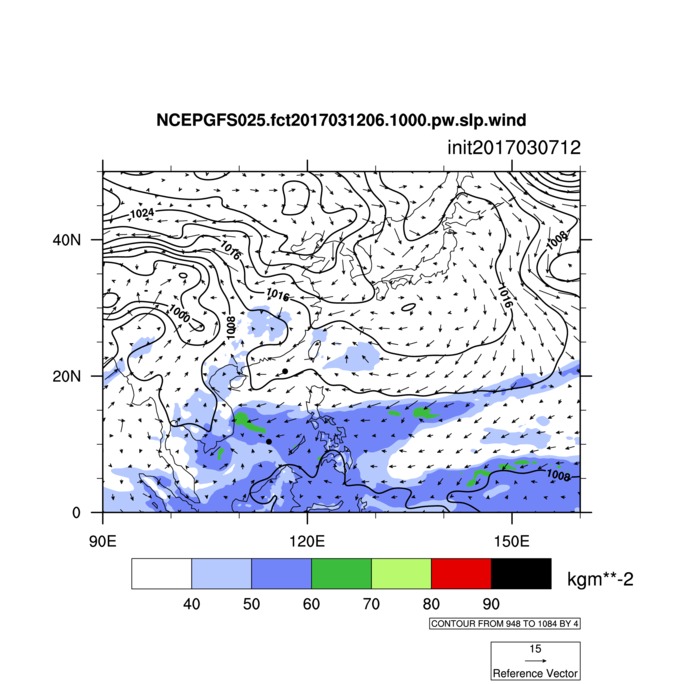 NCEPGFS025.fct2017031206.1000.pw.slp.wind
init2017030712
1024
1016
1008
40N
1016
1016
1000
1008
20N
1008
0
90E 120E 150E
40 50 60 70 80 90
kgm**-2
CONTOUR FROM 948 TO 1084 BY 4
15
Reference Vector